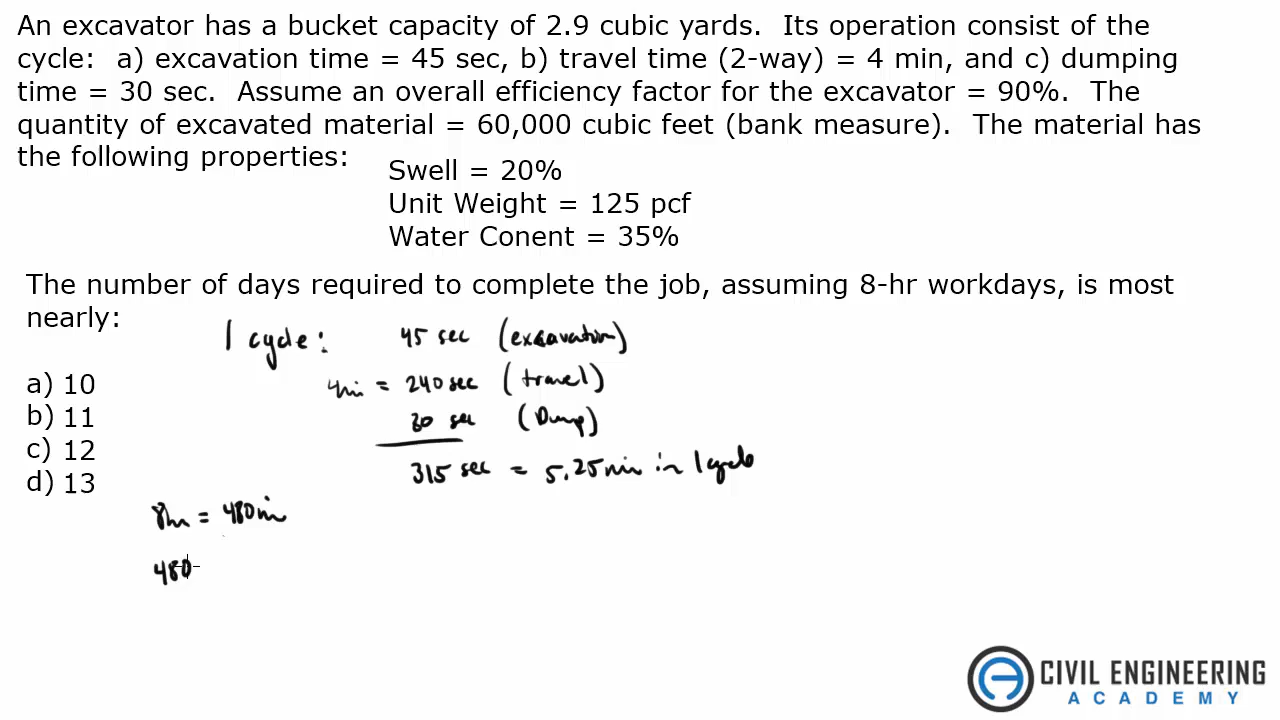 An excavator has a bucket capacity of 2.9 cubic yards. Its operation consist of the
cycle: a) excavation time = 45 sec, b) travel time (2-way) = 4 min, and c) dumping
time = 30 sec. Assume an overall efficiency factor for the excavator = 90%. The
quantity of excavated material = 60,000 cubic feet (bank measure). The material has
the following properties:
Swell = 20%
Unit Weight = 125 pcf
Water Conent = 35%
The number of days required to complete the job, assuming 8-hr workdays, is most
nearly:
1 cycle: 45 sec (excavation)
4min = 240 sec (travel)
30 sec (Dump)
315 sec = 5.25 min in 1 cycle
a) 10
b) 11
c) 12
d) 13
8hr = 480 min
480
CIVIL ENGINEERING
ACADEMY